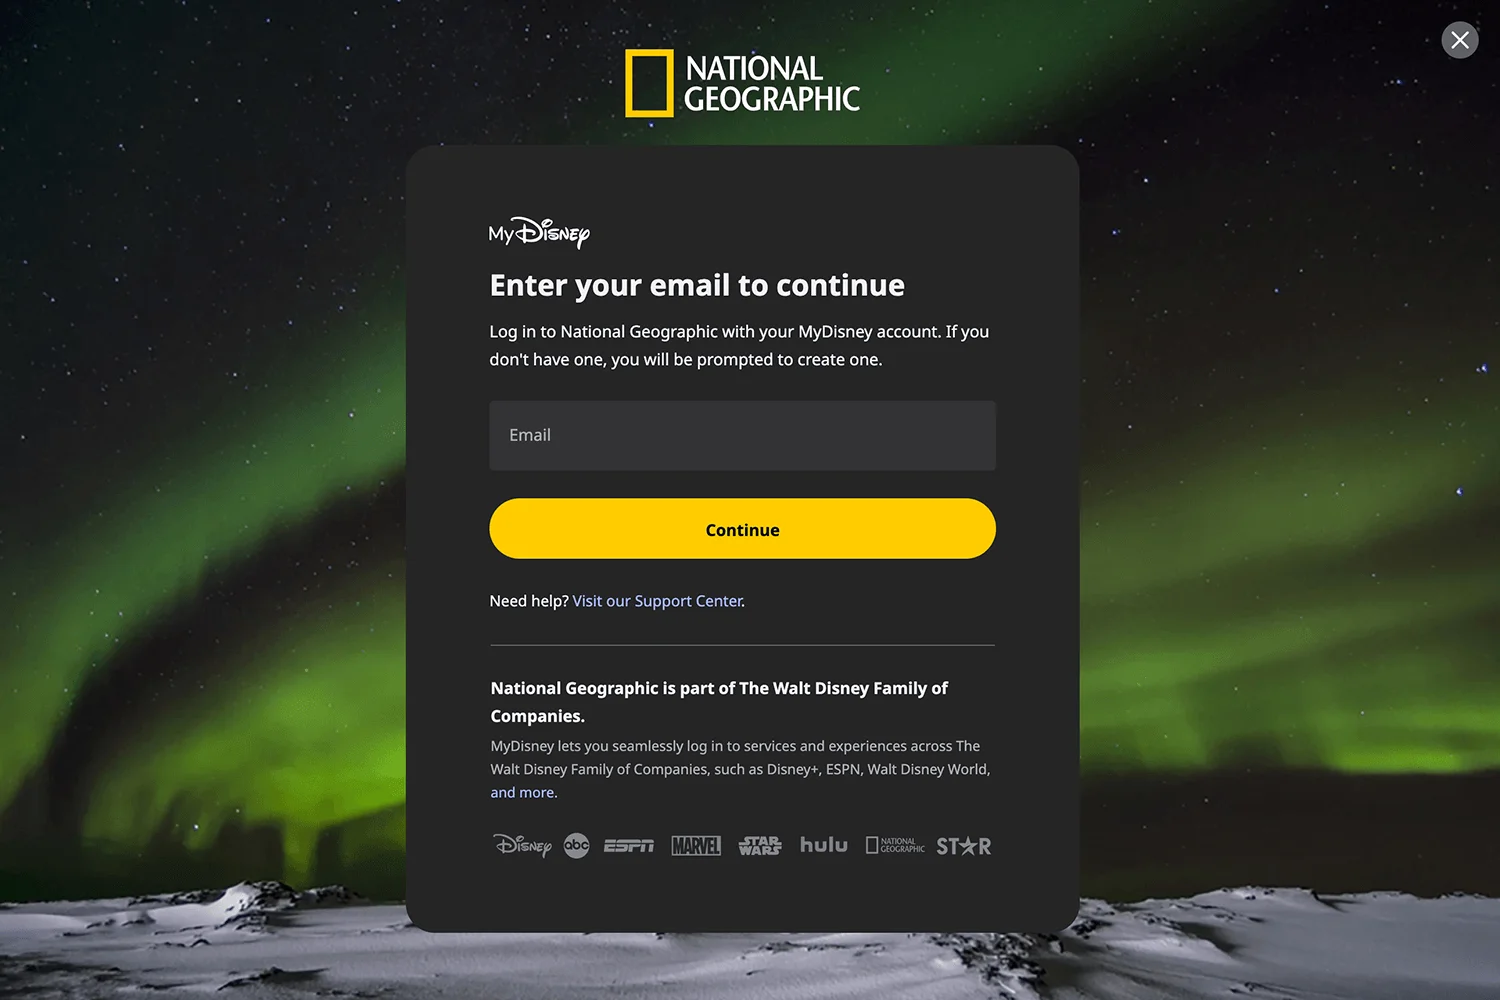 NATIONAL
GEOGRAPHIC
MyDisney
Enter your email to continue
Log in to National Geographic with your MyDisney account. If you
don't have one, you will be prompted to create one.
Email
Continue
Need help? Visit our Support Center.
National Geographic is part of The Walt Disney Family of
Companies.
MyDisney lets you seamlessly log in to services and experiences across The
Walt Disney Family of Companies, such as Disney+, ESPN, Walt Disney World,
and more.
Disney abc ESPN MARVEL STAR WARS hulu NATIONAL GEOGRAPHIC STAR